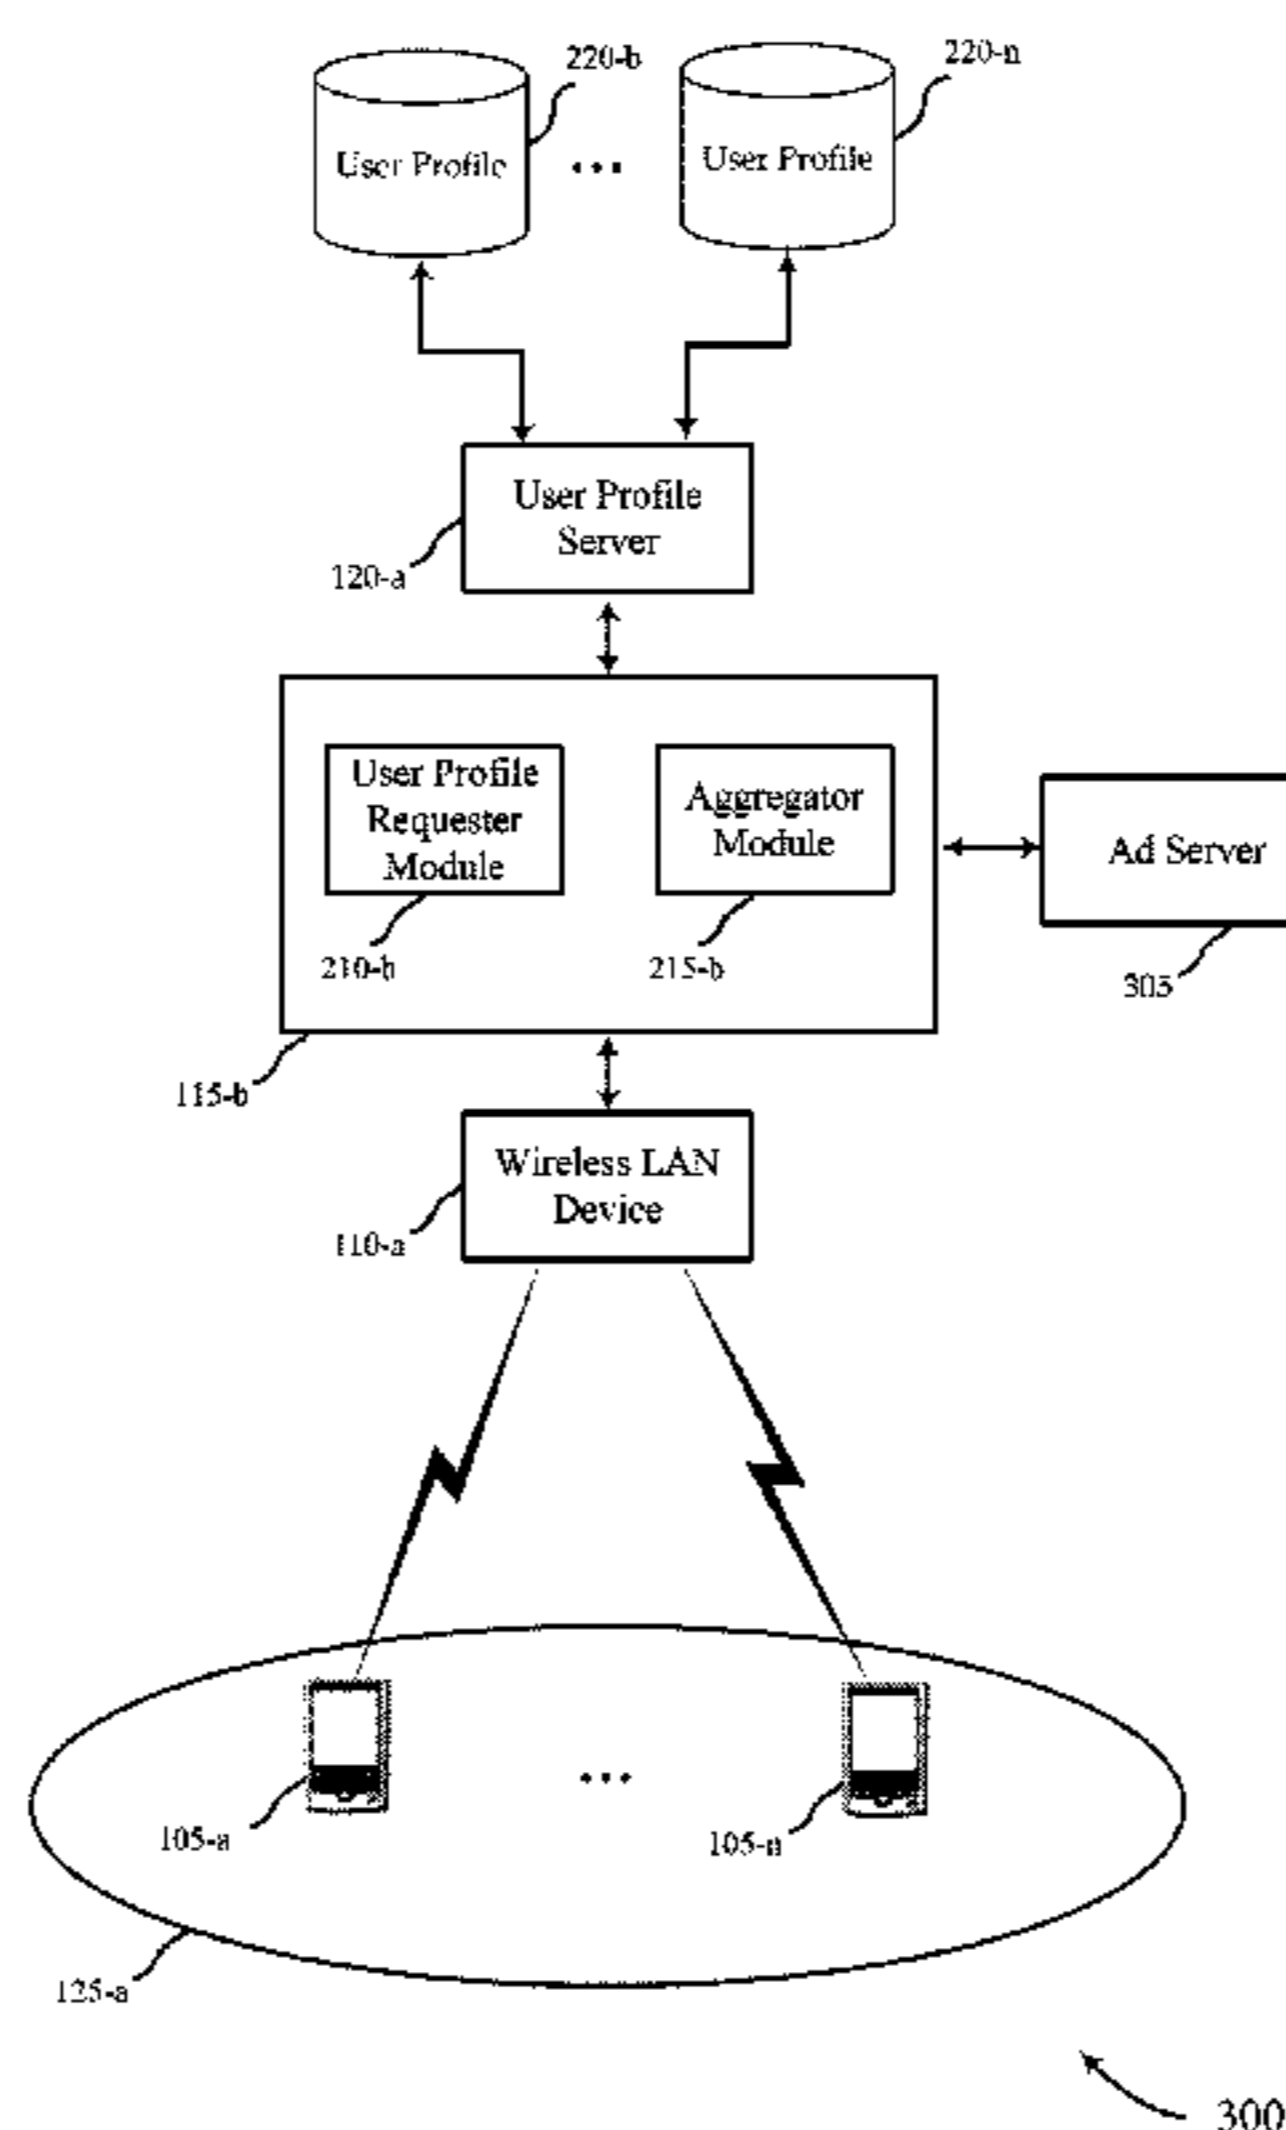 220-b
220-n
User Profile
...
User Profile
User Profile
Server
120-a
User Profile
Requester
Module
Aggregator
Module
Ad Server
210-b
215-b
305
115-b
Wireless LAN
Device
110-a
...
105-a
105-n
125-a
300